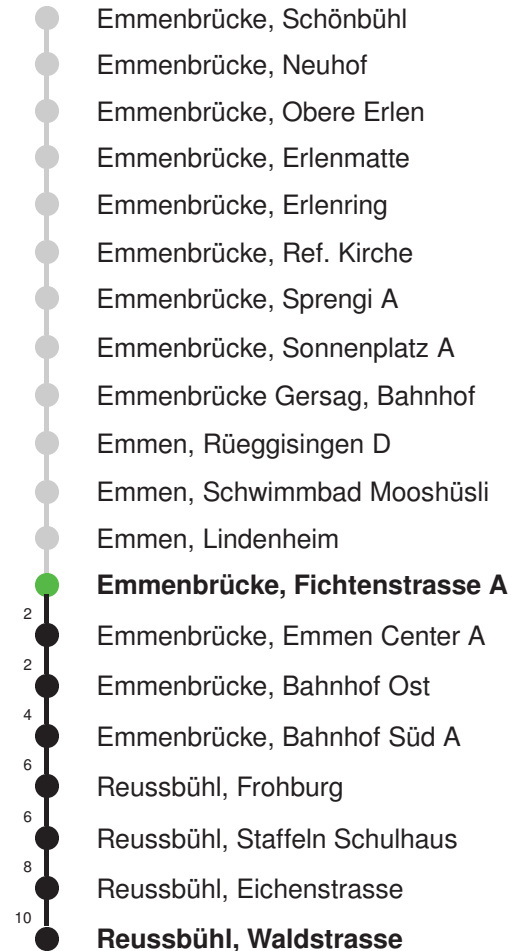 Emmenbrücke, Schönbühl
Emmenbrücke, Neuhof
Emmenbrücke, Obere Erlen
Emmenbrücke, Erlenmatte
Emmenbrücke, Erlenring
Emmenbrücke, Ref. Kirche
Emmenbrücke, Sprengi A
Emmenbrücke, Sonnenplatz A
Emmenbrücke Gersag, Bahnhof
Emmen, Rüeggisingen D
Emmen, Schwimmbad Mooshüsli
Emmen, Lindenheim
Emmenbrücke, Fichtenstrasse A
2 Emmenbrücke, Emmen Center A
2 Emmenbrücke, Bahnhof Ost
4 Emmenbrücke, Bahnhof Süd A
6 Reussbühl, Frohburg
6 Reussbühl, Staffeln Schulhaus
8 Reussbühl, Eichenstrasse
10 Reussbühl, Waldstrasse